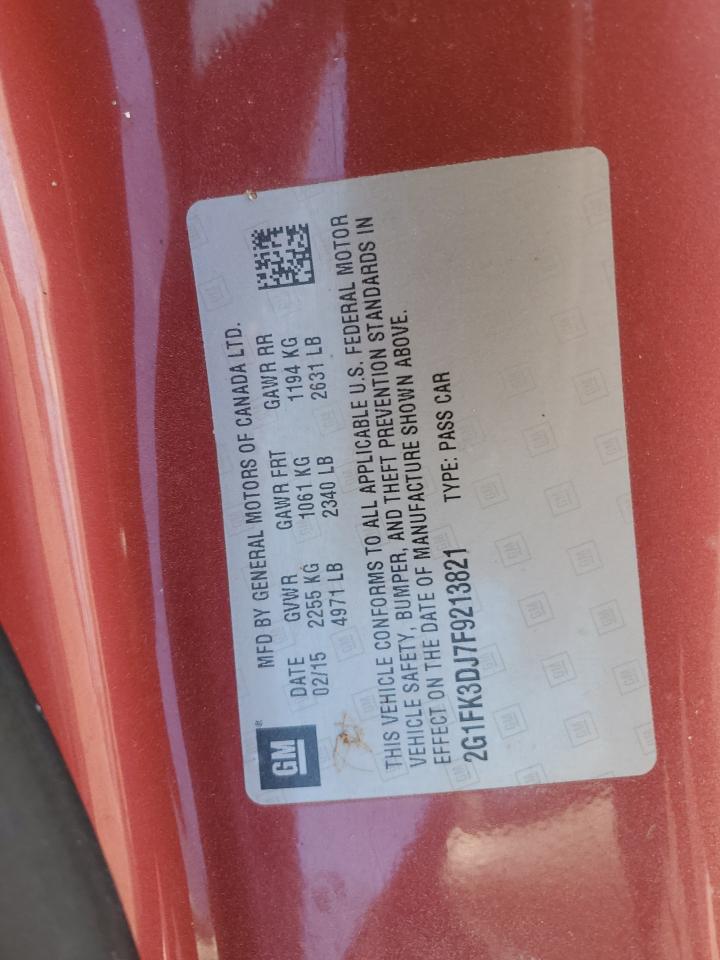 GM®
MFD BY GENERAL MOTORS OF CANADA LTD.
DATE GVWR GAWR FRT GAWR RR
02/15 2255 KG 1061 KG 1194 KG
4971 LB 2340 LB 2631 LB
THIS VEHICLE CONFORMS TO ALL APPLICABLE U.S. FEDERAL MOTOR
VEHICLE SAFETY, BUMPER, AND THEFT PREVENTION STANDARDS IN
EFFECT ON THE DATE OF MANUFACTURE SHOWN ABOVE.
2G1FK3DJ7F9213821 TYPE: PASS CAR